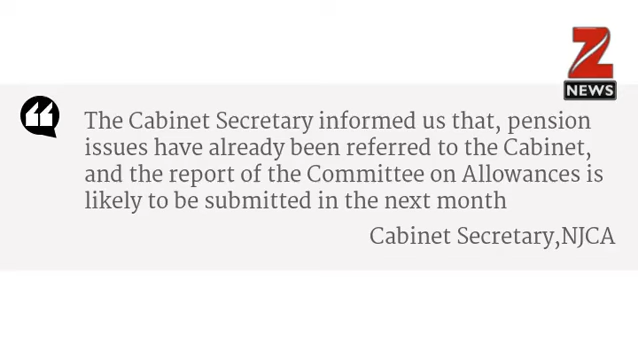 Z
NEWS
The Cabinet Secretary informed us that, pension
issues have already been referred to the Cabinet,
and the report of the Committee on Allowances is
likely to be submitted in the next month
Cabinet Secretary,NJCA